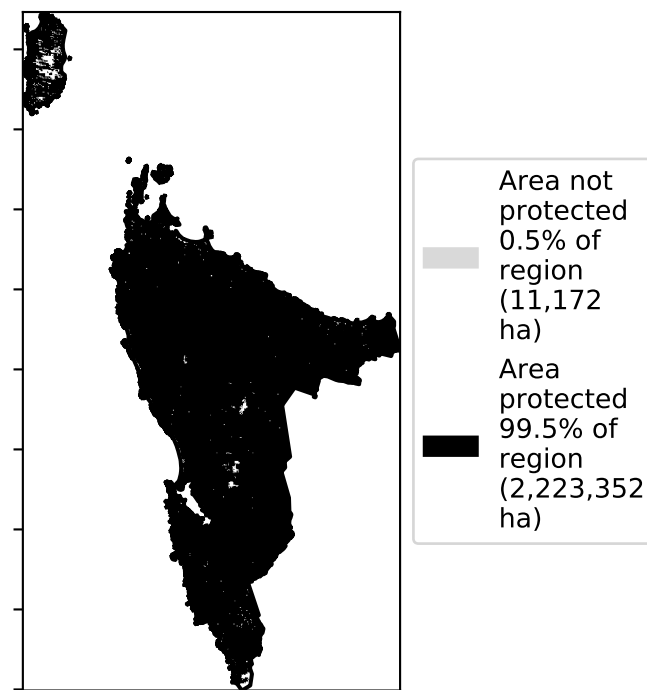 Area not
protected
0.5% of
region
(11,172
ha)
Area
protected
99.5% of
region
(2,223,352
ha)